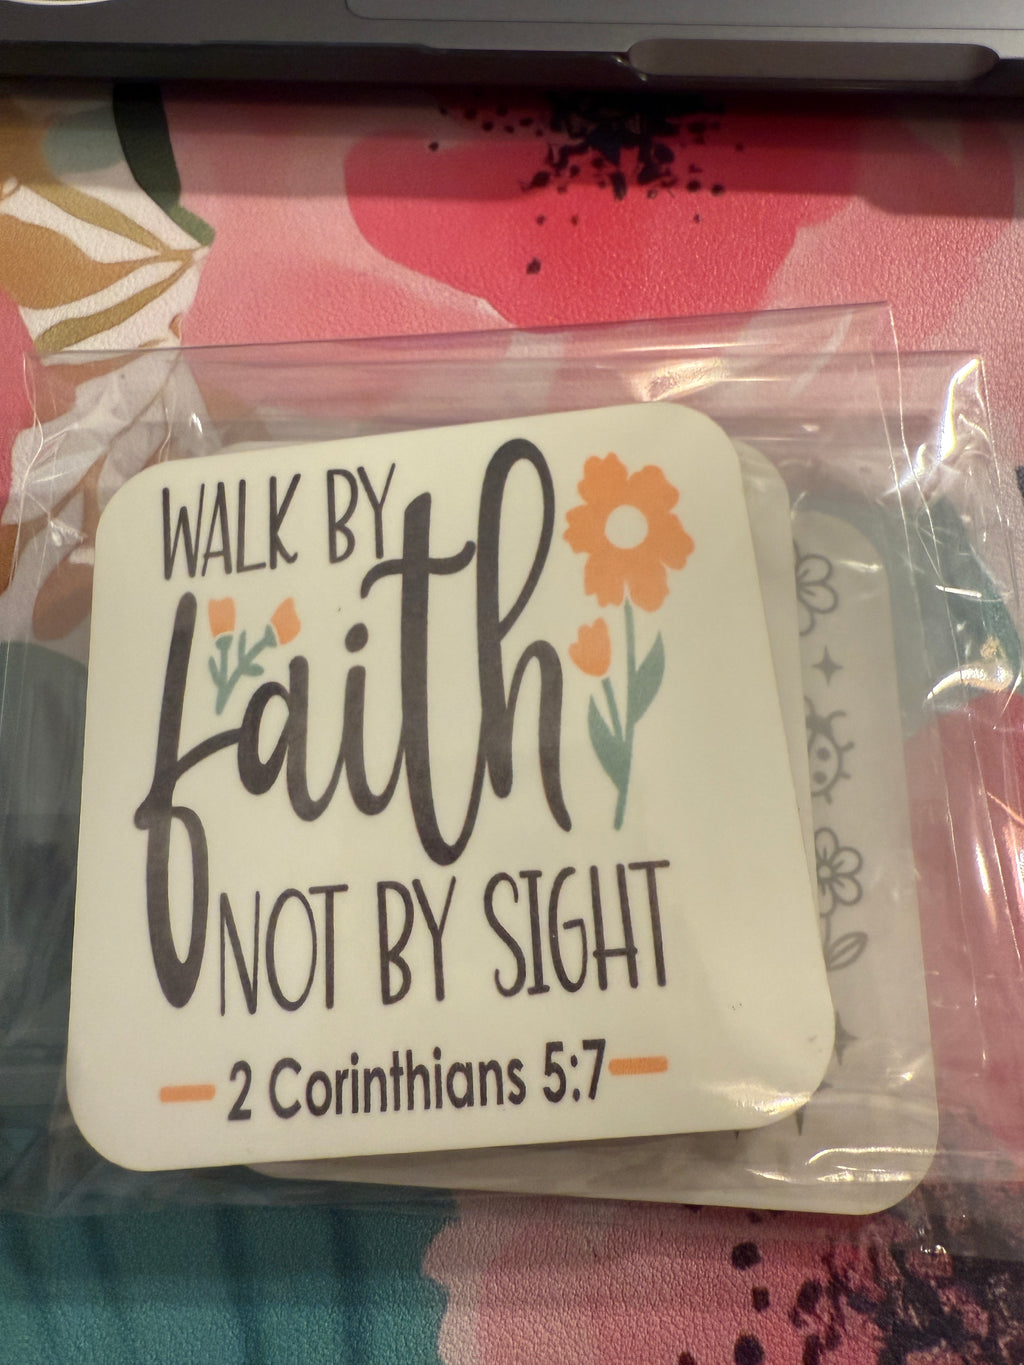 WALK BY
faith
NOT BY SIGHT
2 Corinthians 5:7